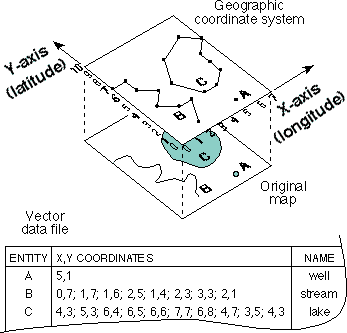 Geographic
coordinate system
Y-axis
(latitude)
X-axis
(longitude)
C
A
B
C
B
A
Original
map
Vector
data file
ENTITY X,Y COORDINATES NAME
A 5,1 well
B 0,7; 1,7; 1,6; 2,5; 1,4; 2,3; 3,3; 2,1 stream
C 4,3; 5,3; 6,4; 6,5; 6,6; 7,7; 6,8; 4,7; 3,5; 4,3 lake